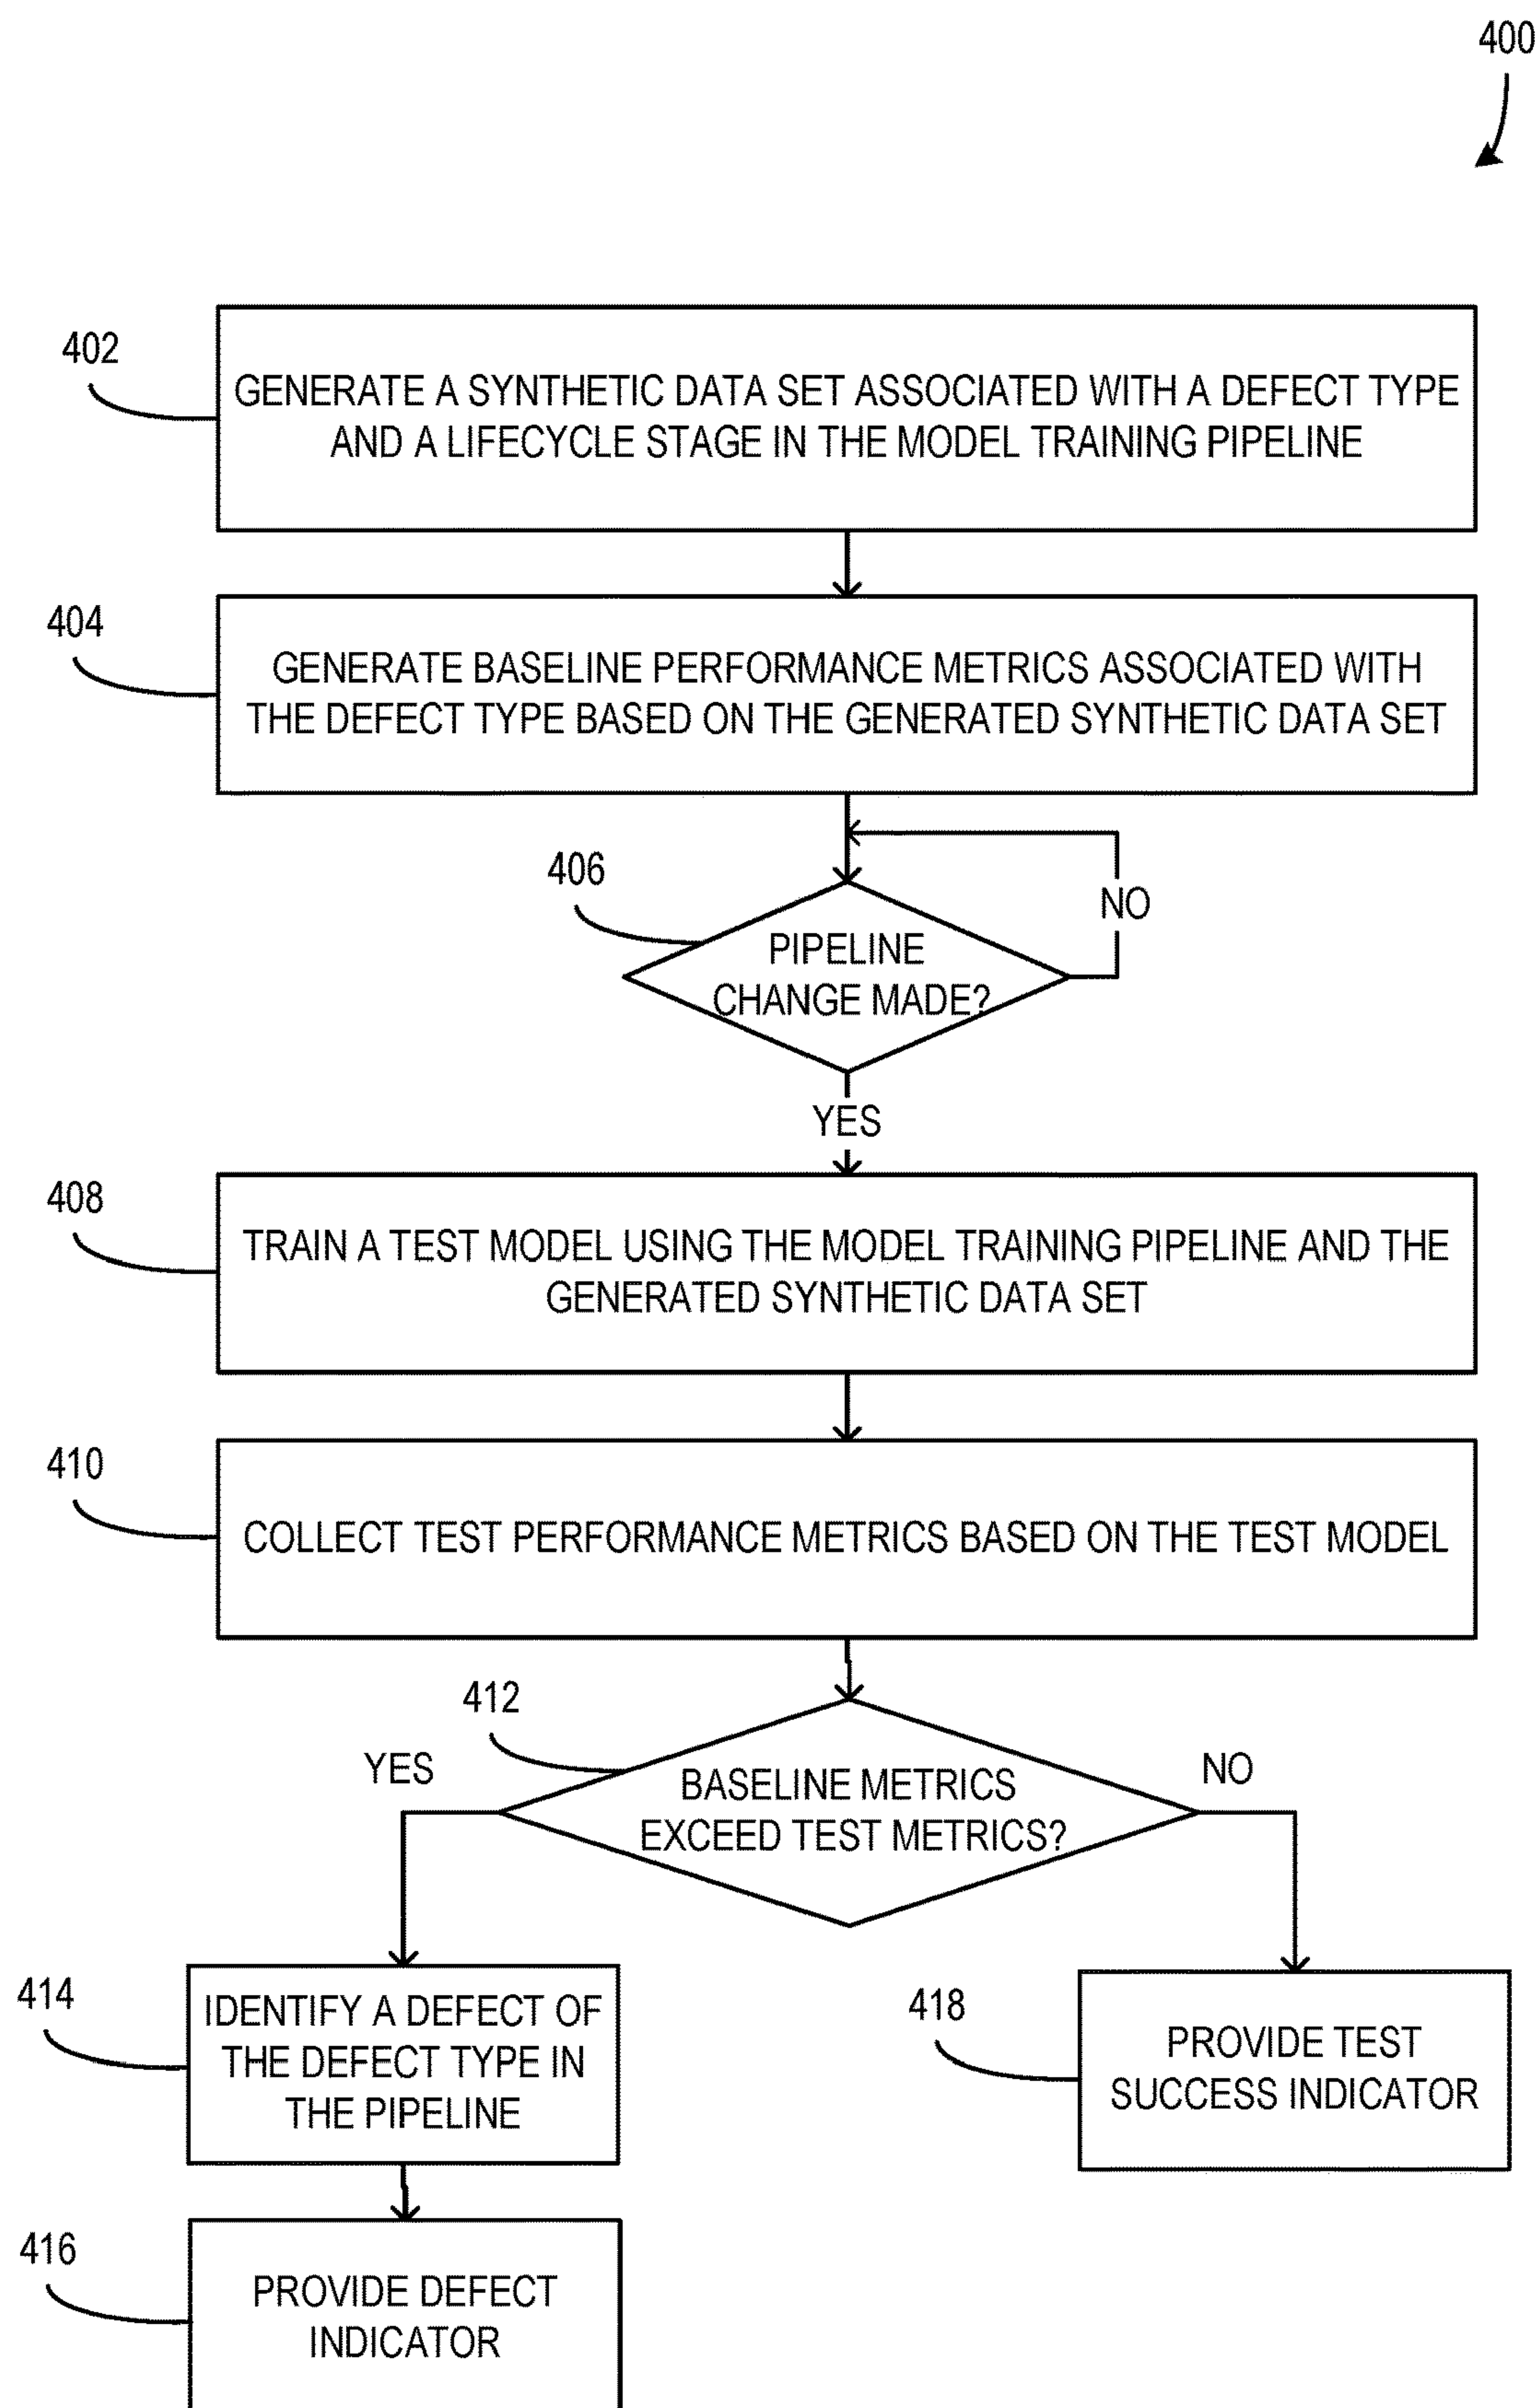 400
402
GENERATE A SYNTHETIC DATA SET ASSOCIATED WITH A DEFECT TYPE
AND A LIFECYCLE STAGE IN THE MODEL TRAINING PIPELINE
404
GENERATE BASELINE PERFORMANCE METRICS ASSOCIATED WITH
THE DEFECT TYPE BASED ON THE GENERATED SYNTHETIC DATA SET
406
NO
PIPELINE
CHANGE MADE?
YES
408
TRAIN A TEST MODEL USING THE MODEL TRAINING PIPELINE AND THE
GENERATED SYNTHETIC DATA SET
410
COLLECT TEST PERFORMANCE METRICS BASED ON THE TEST MODEL
412
YES
NO
BASELINE METRICS
EXCEED TEST METRICS?
414
IDENTIFY A DEFECT OF
THE DEFECT TYPE IN
THE PIPELINE
418
PROVIDE TEST
SUCCESS INDICATOR
416
PROVIDE DEFECT
INDICATOR